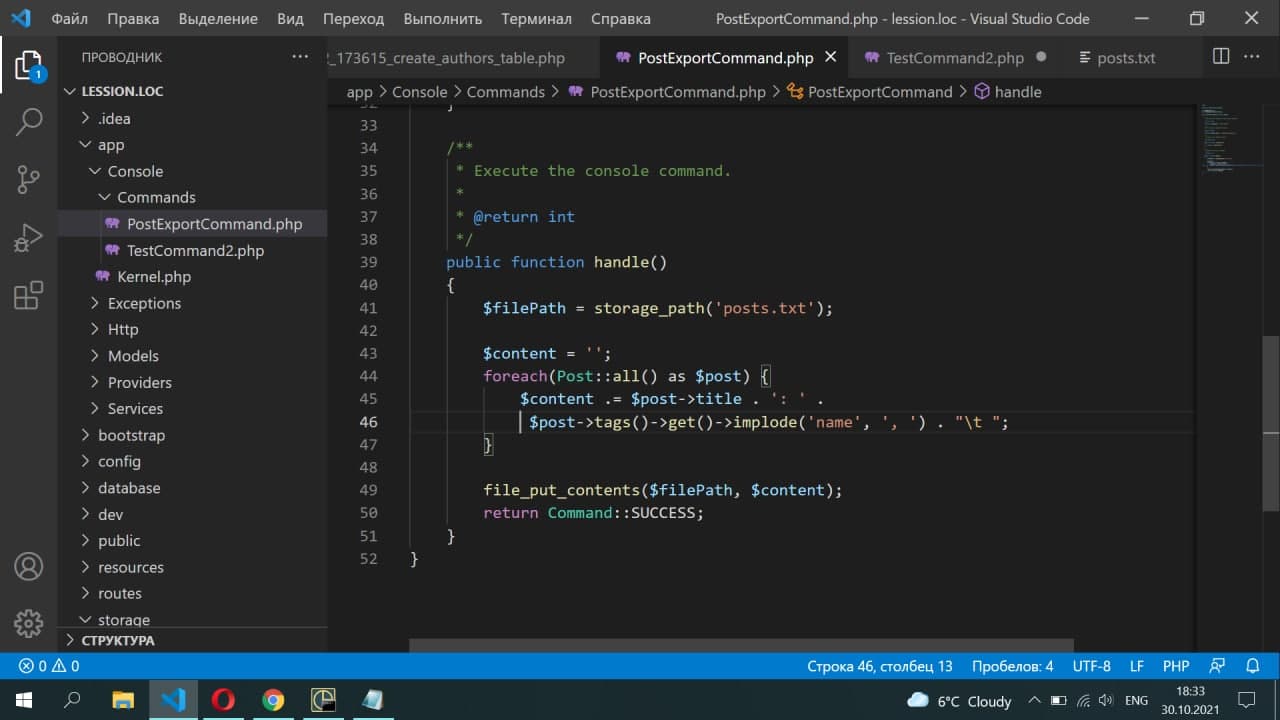 Файл Правка Выделение Вид Переход Выполнить Терминал Справка PostExportCommand.php - lession.loc - Visual Studio Code
ПРОВОДНИК
LESSION.LOC
.idea
app
Console
Commands
PostExportCommand.php
TestCommand2.php
Kernel.php
Exceptions
Http
Models
Providers
Services
bootstrap
config
database
dev
public
resources
routes
storage
СТРУКТУРА
1
_173615_create_authors_table.php PostExportCommand.php TestCommand2.php posts.txt
app > Console > Commands > PostExportCommand.php > PostExportCommand > handle
32 }
33
34 /**
35 * Execute the console command.
36 *
37 * @return int
38 */
39 public function handle()
40 {
41 $filePath = storage_path('posts.txt');
42
43 $content = '';
44 foreach(Post::all() as $post) {
45 $content .= $post->title . ': ' .
46 $post->tags()->get()->implode('name', ', ') . "\t ";
47 }
48
49 file_put_contents($filePath, $content);
50 return Command::SUCCESS;
51 }
52 }
0 0 Строка 46, столбец 13 Пробелов: 4 UTF-8 LF PHP
6°C Cloudy ENG 18:33
30.10.2021